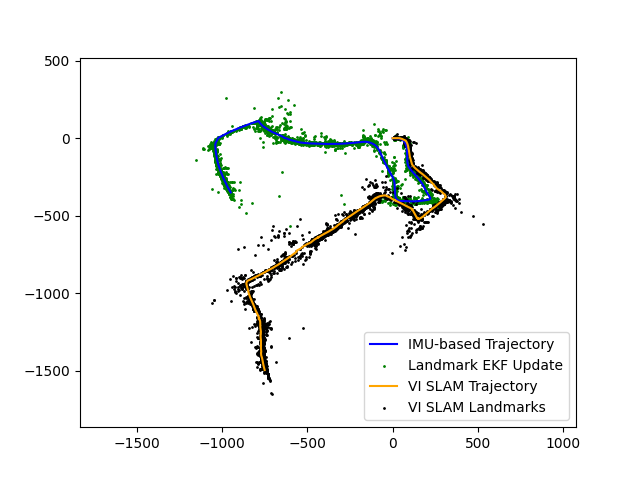 500
0
−500
−1000
−1500
IMU-based Trajectory
Landmark EKF Update
VI SLAM Trajectory
VI SLAM Landmarks
−1500 −1000 −500 0 500 1000